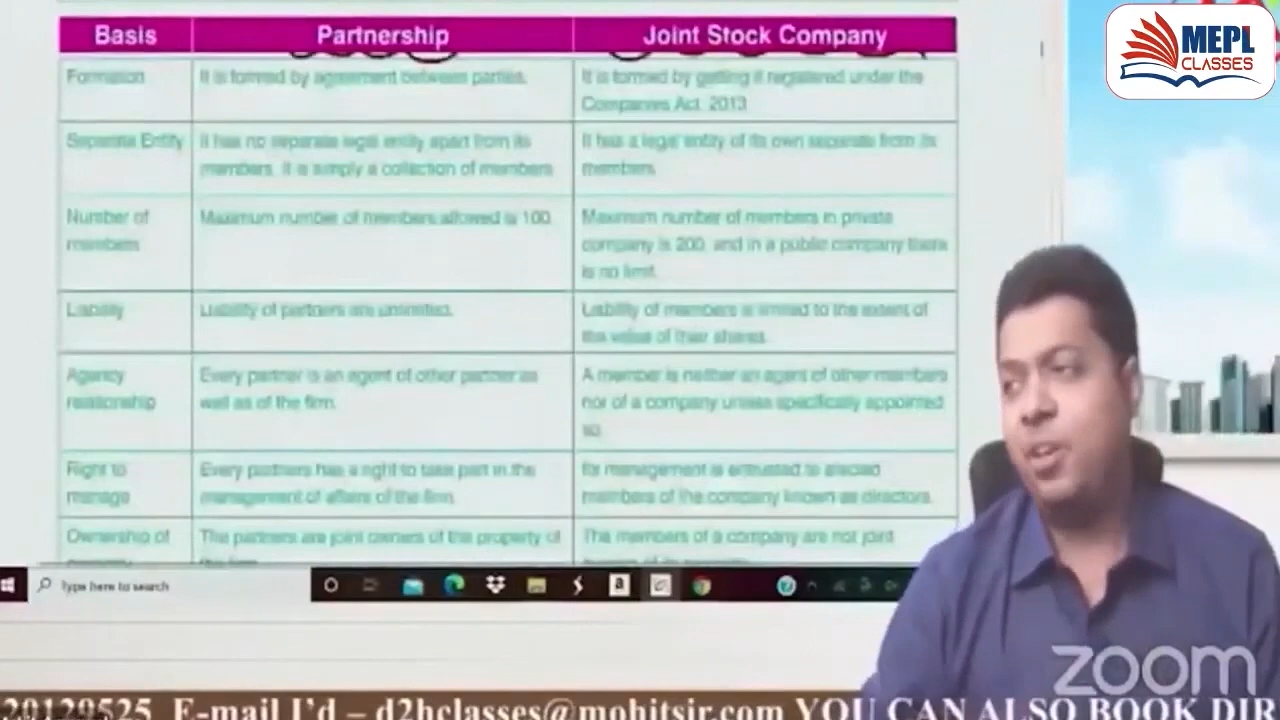 Basis Partnership Joint Stock Company
Formation It is formed by agreement between parties. It is formed by getting it registered under the
Companies Act, 2013
Separate Entity It has no separate legal entity apart from its It has a legal entity of its own separate from its
members. It is simply a collection of members members.
Number of Maximum number of members allowed is 100. Maximum number of members in private
members company is 200, and in a public company there
is no limit.
Liability Liability of partners are unlimited. Liability of members is limited to the extent of
the value of their shares.
Agency Every partner is an agent of other partner as A member is neither an agent of other members
relationship well as of the firm. nor of a company unless specifically appointed
so.
Right to Every partners has a right to take part in the management is entrusted to elected
manage management of affairs of the firm. members of the company known as directors.
Ownership of The partners are joint owners of the property of The members of a company are not joint
Type here to search
MEPL
CLASSES
zoom
20129525 E-mail I'd – d2hclasses@mohitsir.com YOU CAN ALSO BOOK DIR